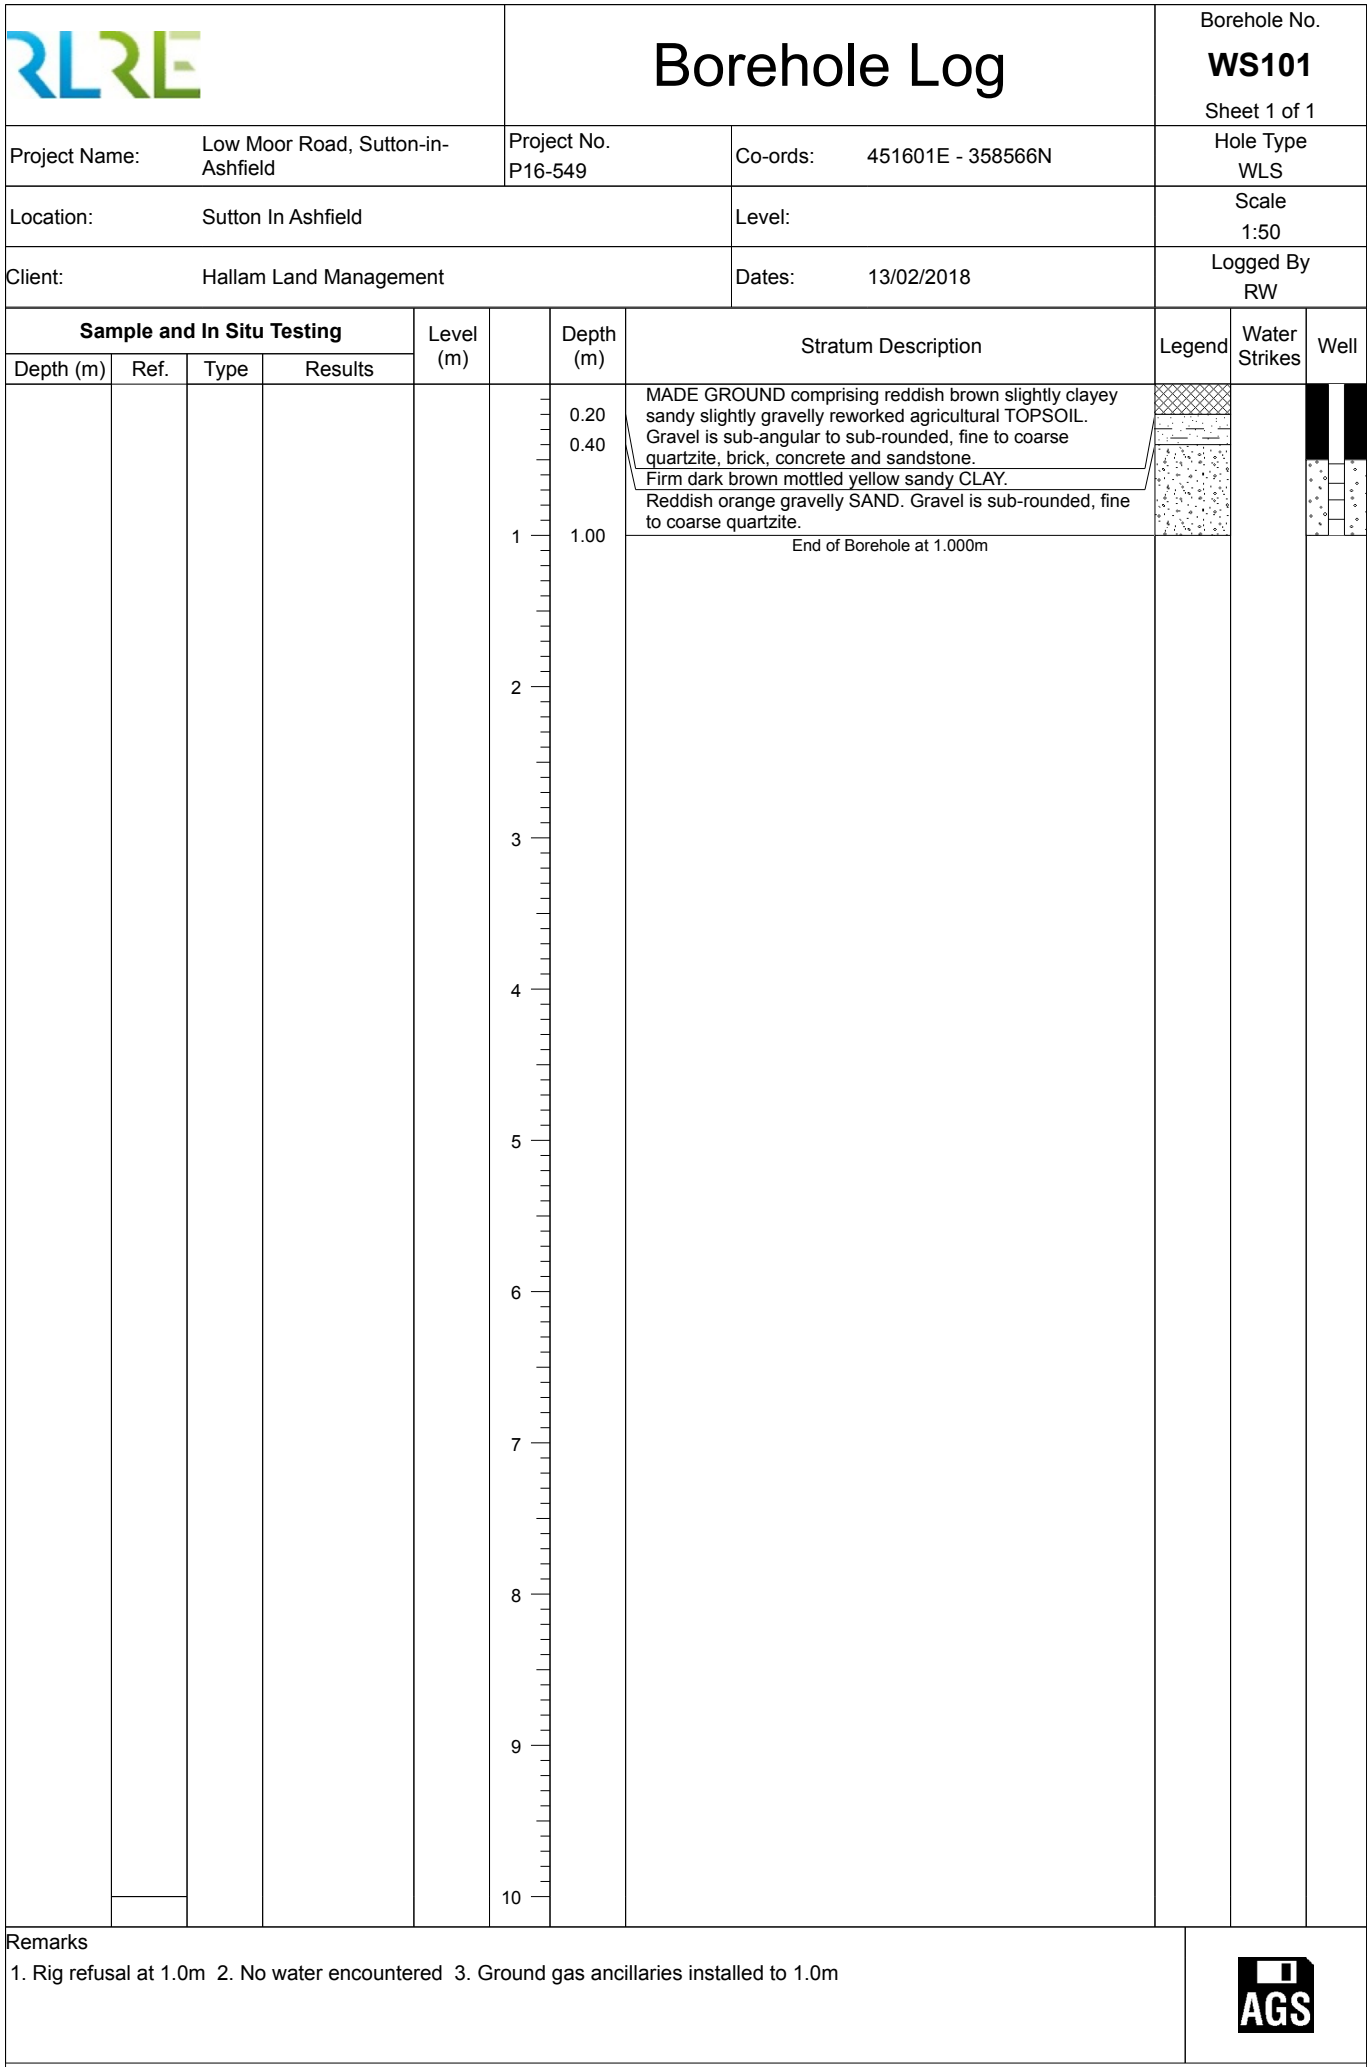 RLRE
Borehole Log
Borehole No.
WS101
Sheet 1 of 1
Project Name:
Low Moor Road, Sutton-in-
Ashfield
Project No.
P16-549
Co-ords:
451601E - 358566N
Hole Type
WLS
Location:
Sutton In Ashfield
Level:
Scale
1:50
Client:
Hallam Land Management
Dates:
13/02/2018
Logged By
RW
Sample and In Situ Testing
Depth (m)
Ref.
Type
Results
Level
(m)
Depth
(m)
Stratum Description
Legend
Water
Strikes
Well
0.20
0.40
1.00
MADE GROUND comprising reddish brown slightly clayey
sandy slightly gravelly reworked agricultural TOPSOIL.
Gravel is sub-angular to sub-rounded, fine to coarse
quartzite, brick, concrete and sandstone.
Firm dark brown mottled yellow sandy CLAY.
Reddish orange gravelly SAND. Gravel is sub-rounded, fine
to coarse quartzite.
End of Borehole at 1.000m
1
2
3
4
5
6
7
8
9
10
Remarks
1. Rig refusal at 1.0m 2. No water encountered 3. Ground gas ancillaries installed to 1.0m
AGS